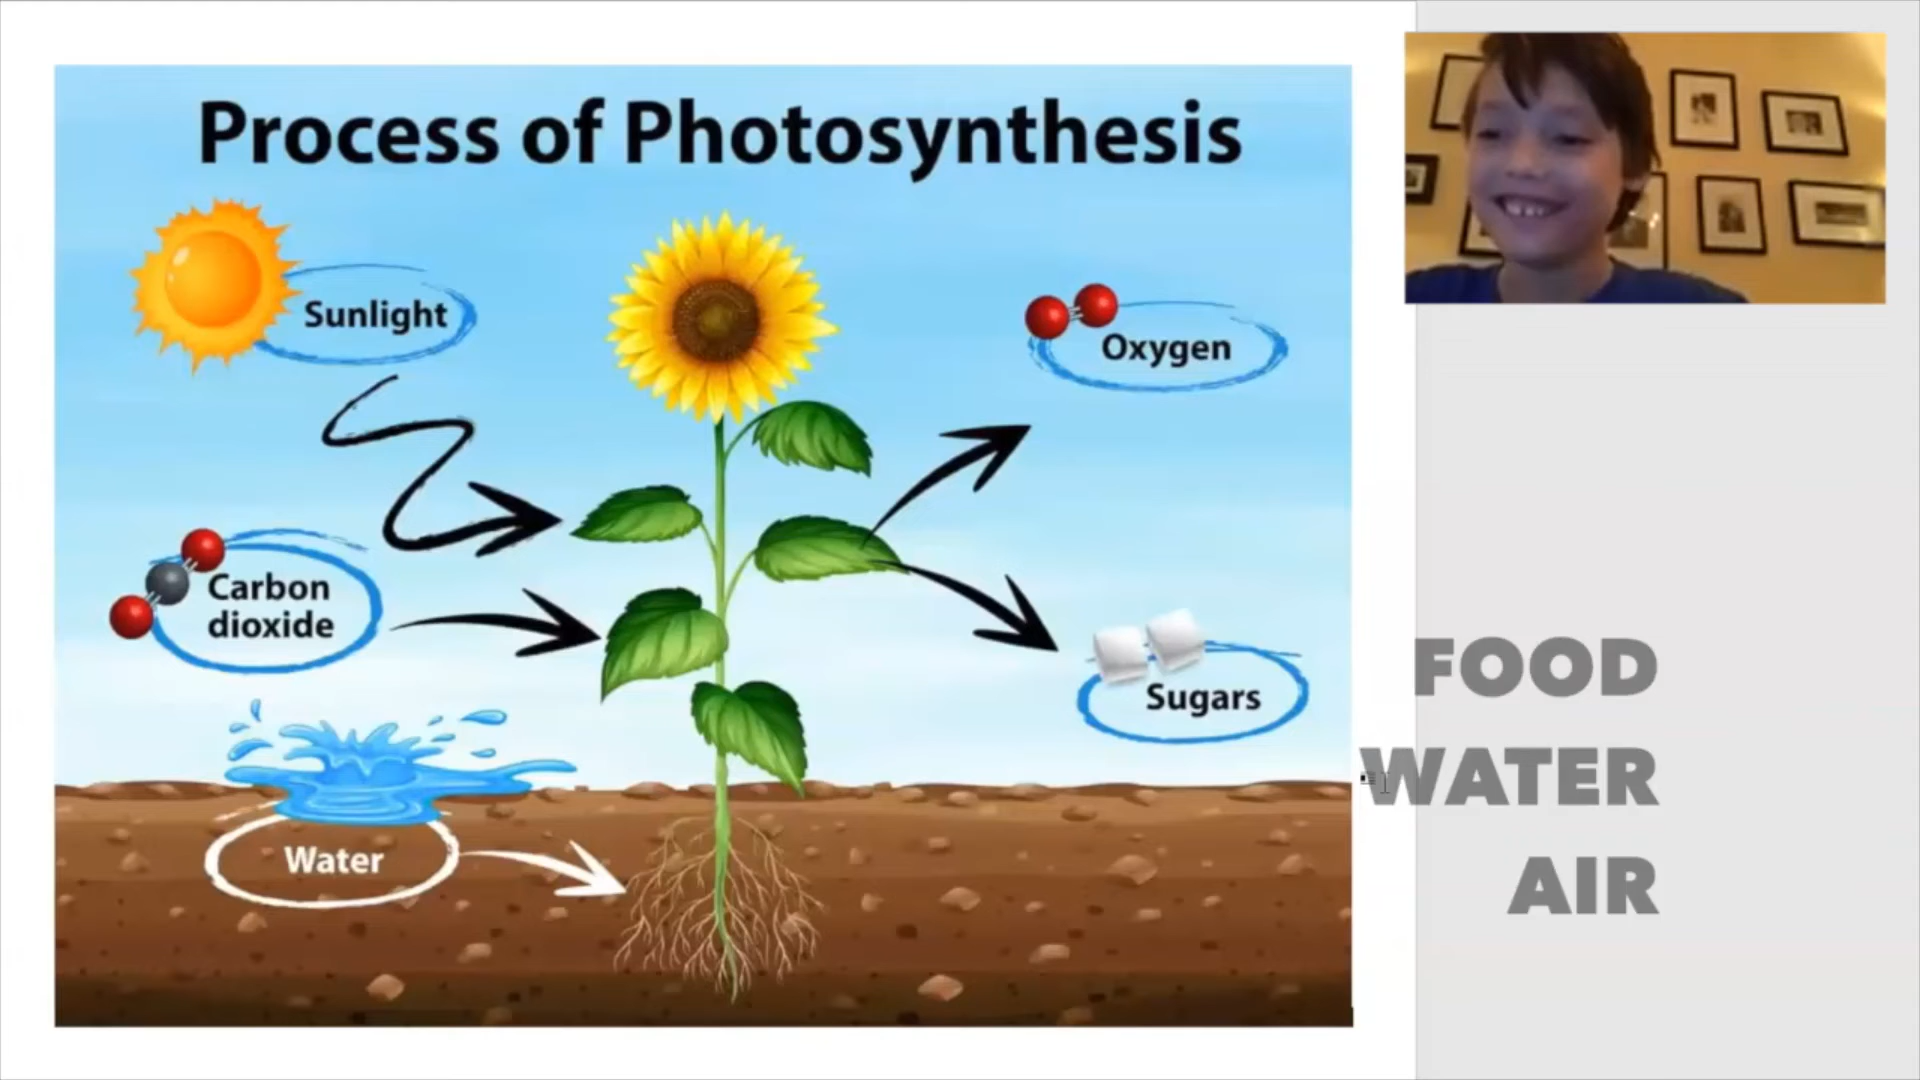 Process of Photosynthesis
Sunlight
Oxygen
Carbon
dioxide
Sugars
Water
FOOD
WATER
AIR